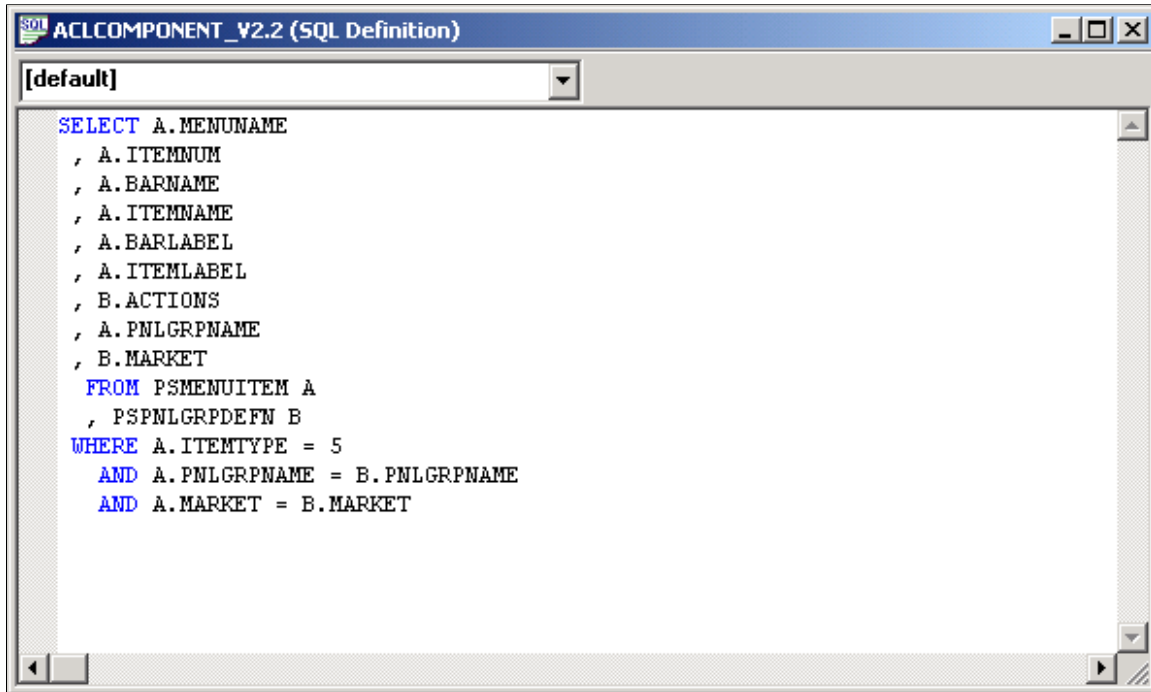 SQL ACLCOMPONENT_V2.2 (SQL Definition)
[default]
SELECT A.MENUNAME
, A.ITEMNUM
, A.BARNAME
, A.ITEMNAME
, A.BARLABEL
, A.ITEMLABEL
, B.ACTIONS
, A.PNLGRPNAME
, B.MARKET
FROM PSMENUITEM A
, PSPNLGRPDEFN B
WHERE A.ITEMTYPE = 5
AND A.PNLGRPNAME = B.PNLGRPNAME
AND A.MARKET = B.MARKET